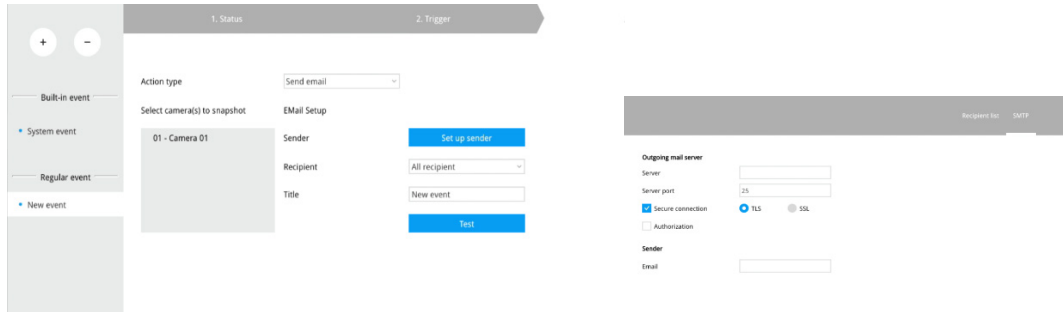 1. Status
2. Trigger
+
-
Built-in event
System event
Regular event
New event
Action type
Send email
Select camera(s) to snapshot
EMail Setup
01 - Camera 01
Sender
Set up sender
Recipient
All recipient
Title
New event
Test
Recipient list
SMTP
Outgoing mail server
Server
Server port
25
Secure connection
TLS
SSL
Authorization
Sender
Email